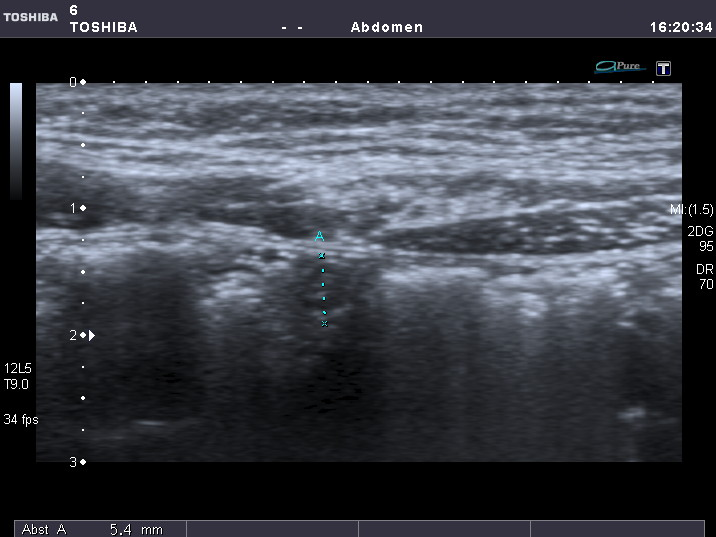 TOSHIBA
6
TOSHIBA - - Abdomen 16:20:34
aPure
T
0
1
A
2
3
MI:(1.5)
2DG
95
DR
70
12L5
T9.0
34 fps
Abst A 5.4 mm